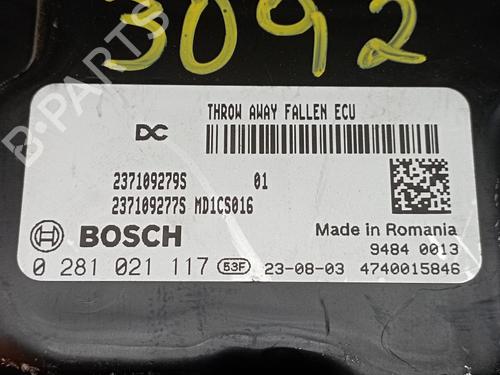 3092
B-PARTS
THROW AWAY FALLEN ECU
DC
237109279S 01
237109277S MD1CS016
BOSCH
Made in Romania
9484 0013
0 281 021 117 53F 23-08-03 4740015846